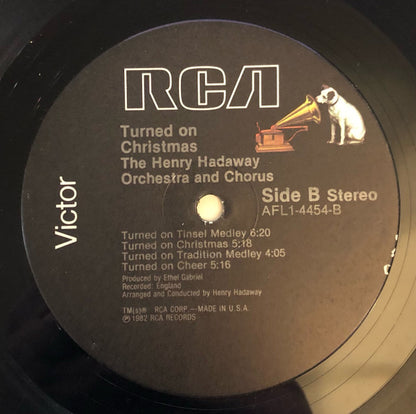 RCA
Victor
Turned on
Christmas
The Henry Hadaway
Orchestra and Chorus
Side B Stereo
AFL1-4454-B
Turned on Tinsel Medley 6:20
Turned on Christmas 5:18
Turned on Tradition Medley 4:05
Turned on Cheer 5:16
Produced by Ethel Gabriel
Recorded: England
Arranged and Conducted by Henry Hadaway
TM(s)® RCA CORP.—MADE IN U.S.A.
℗ 1982 RCA RECORDS